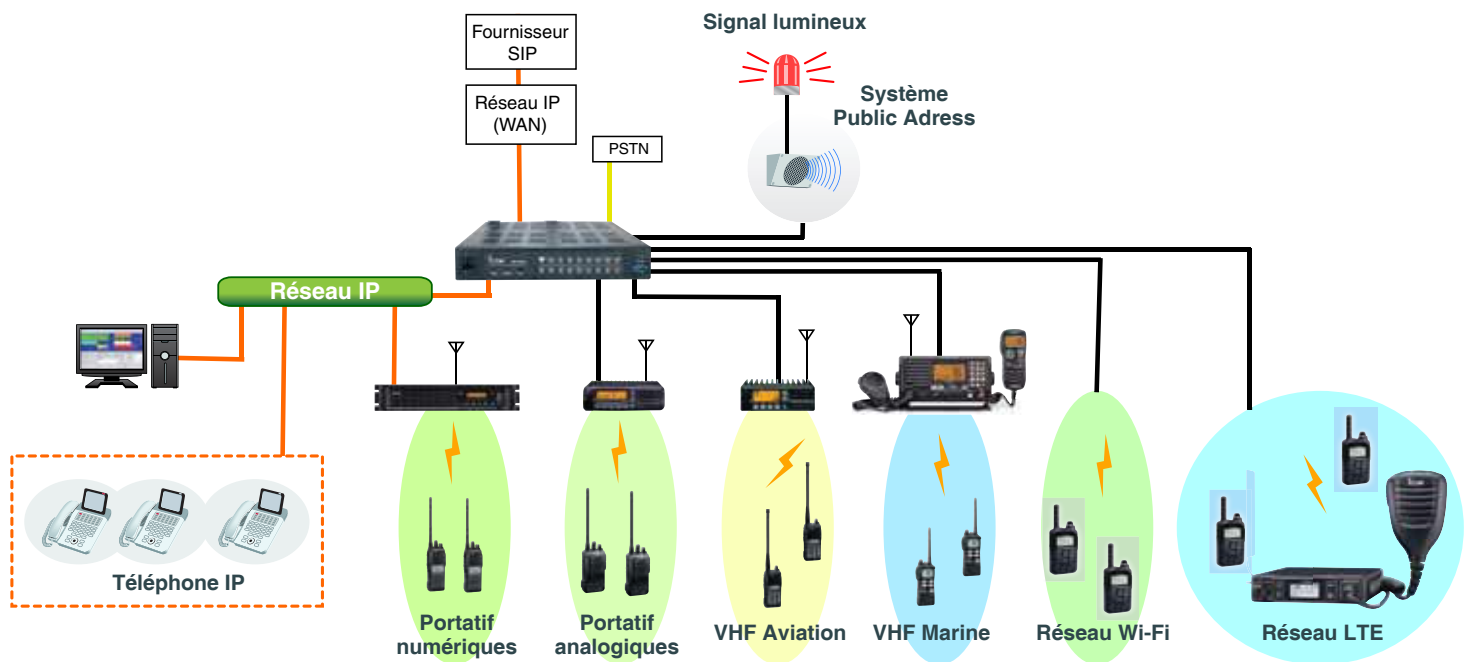 Fournisseur
SIP
Réseau IP
(WAN)
PSTN
Signal lumineux
Système
Public Adress
Réseau IP
Téléphone IP
Portatif
numériques
Portatif
analogiques
VHF Aviation
VHF Marine
Réseau Wi-Fi
Réseau LTE